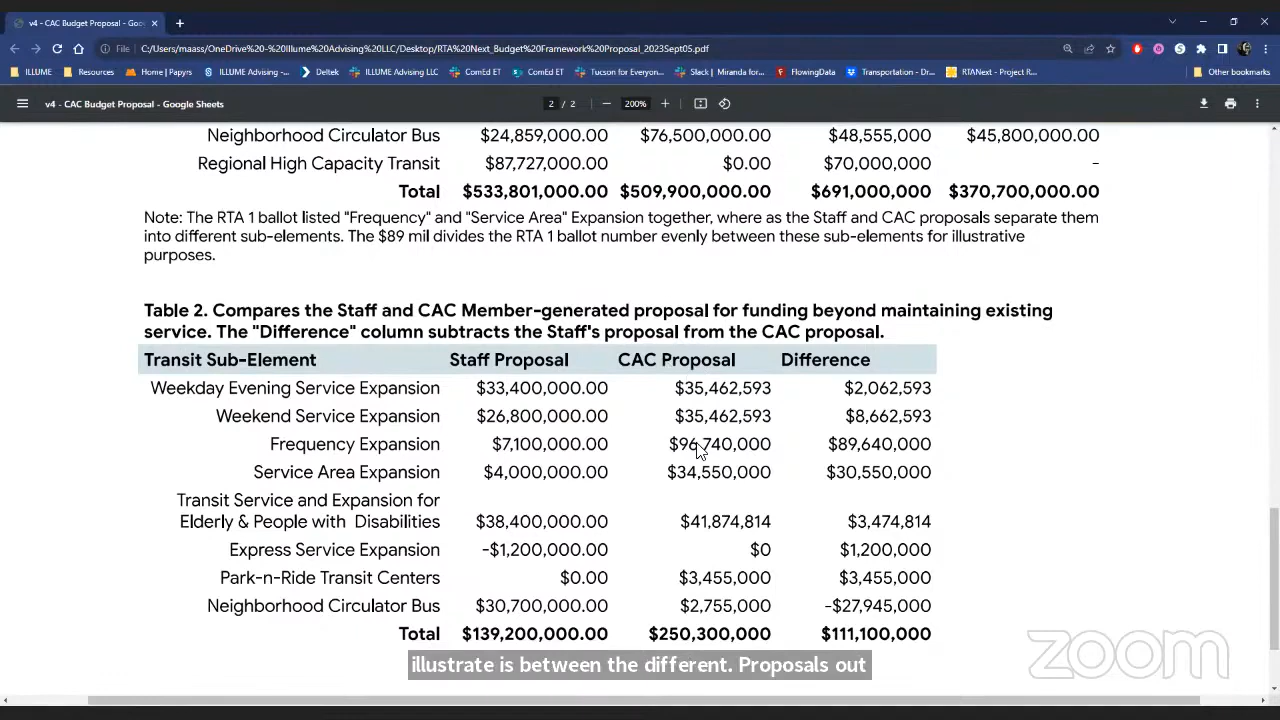 v4 - CAC Budget Proposal - Goo
File C:/Users/maass/OneDrive%20-%20Illume%20Advising%20LLC/Desktop/RTA%20Next_Budget%20Framework%20Proposal_2023Sept05.pdf
ILLUME Resources Home | Papyrs ILLUME Advising -... Deltek ILLUME Advising LLC ComEd ET ComEd ET Tucson for Everyon... Slack | Miranda for... FlowingData Transportation - Dr... RTANext - Project R... Other bookmarks
v4 - CAC Budget Proposal - Google Sheets 2 / 2 200%
Neighborhood Circulator Bus $24,859,000.00 $76,500,000.00 $48,555,000 $45,800,000.00
Regional High Capacity Transit $87,727,000.00 $0.00 $70,000,000 -
Total $533,801,000.00 $509,900,000.00 $691,000,000 $370,700,000.00
Note: The RTA 1 ballot listed "Frequency" and "Service Area" Expansion together, where as the Staff and CAC proposals separate them
into different sub-elements. The $89 mil divides the RTA 1 ballot number evenly between these sub-elements for illustrative
purposes.
Table 2. Compares the Staff and CAC Member-generated proposal for funding beyond maintaining existing
service. The "Difference" column subtracts the Staff's proposal from the CAC proposal.
Transit Sub-Element Staff Proposal CAC Proposal Difference
Weekday Evening Service Expansion $33,400,000.00 $35,462,593 $2,062,593
Weekend Service Expansion $26,800,000.00 $35,462,593 $8,662,593
Frequency Expansion $7,100,000.00 $96,740,000 $89,640,000
Service Area Expansion $4,000,000.00 $34,550,000 $30,550,000
Transit Service and Expansion for
Elderly & People with Disabilities $38,400,000.00 $41,874,814 $3,474,814
Express Service Expansion -$1,200,000.00 $0 $1,200,000
Park-n-Ride Transit Centers $0.00 $3,455,000 $3,455,000
Neighborhood Circulator Bus $30,700,000.00 $2,755,000 -$27,945,000
Total $139,200,000.00 $250,300,000 $111,100,000
illustrate is between the different. Proposals out
zoom